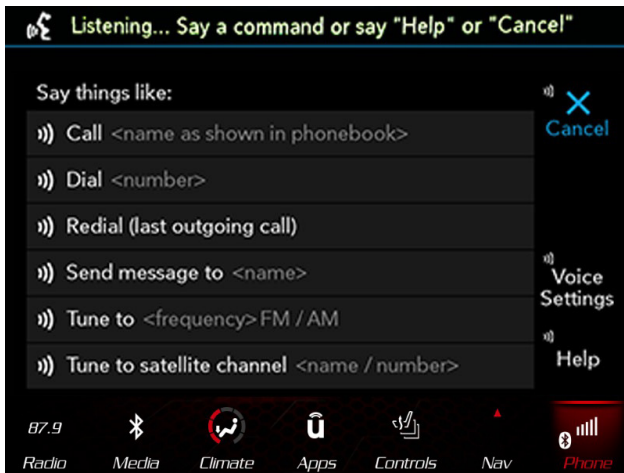 Listening... Say a command or say "Help" or "Cancel"
Say things like:
Call <name as shown in phonebook>
Dial <number>
Redial (last outgoing call)
Send message to <name>
Tune to <frequency> FM / AM
Tune to satellite channel <name / number>
Cancel
Voice
Settings
Help
87.9
Radio
Media
Climate
û
Apps
Controls
Nav
Phone